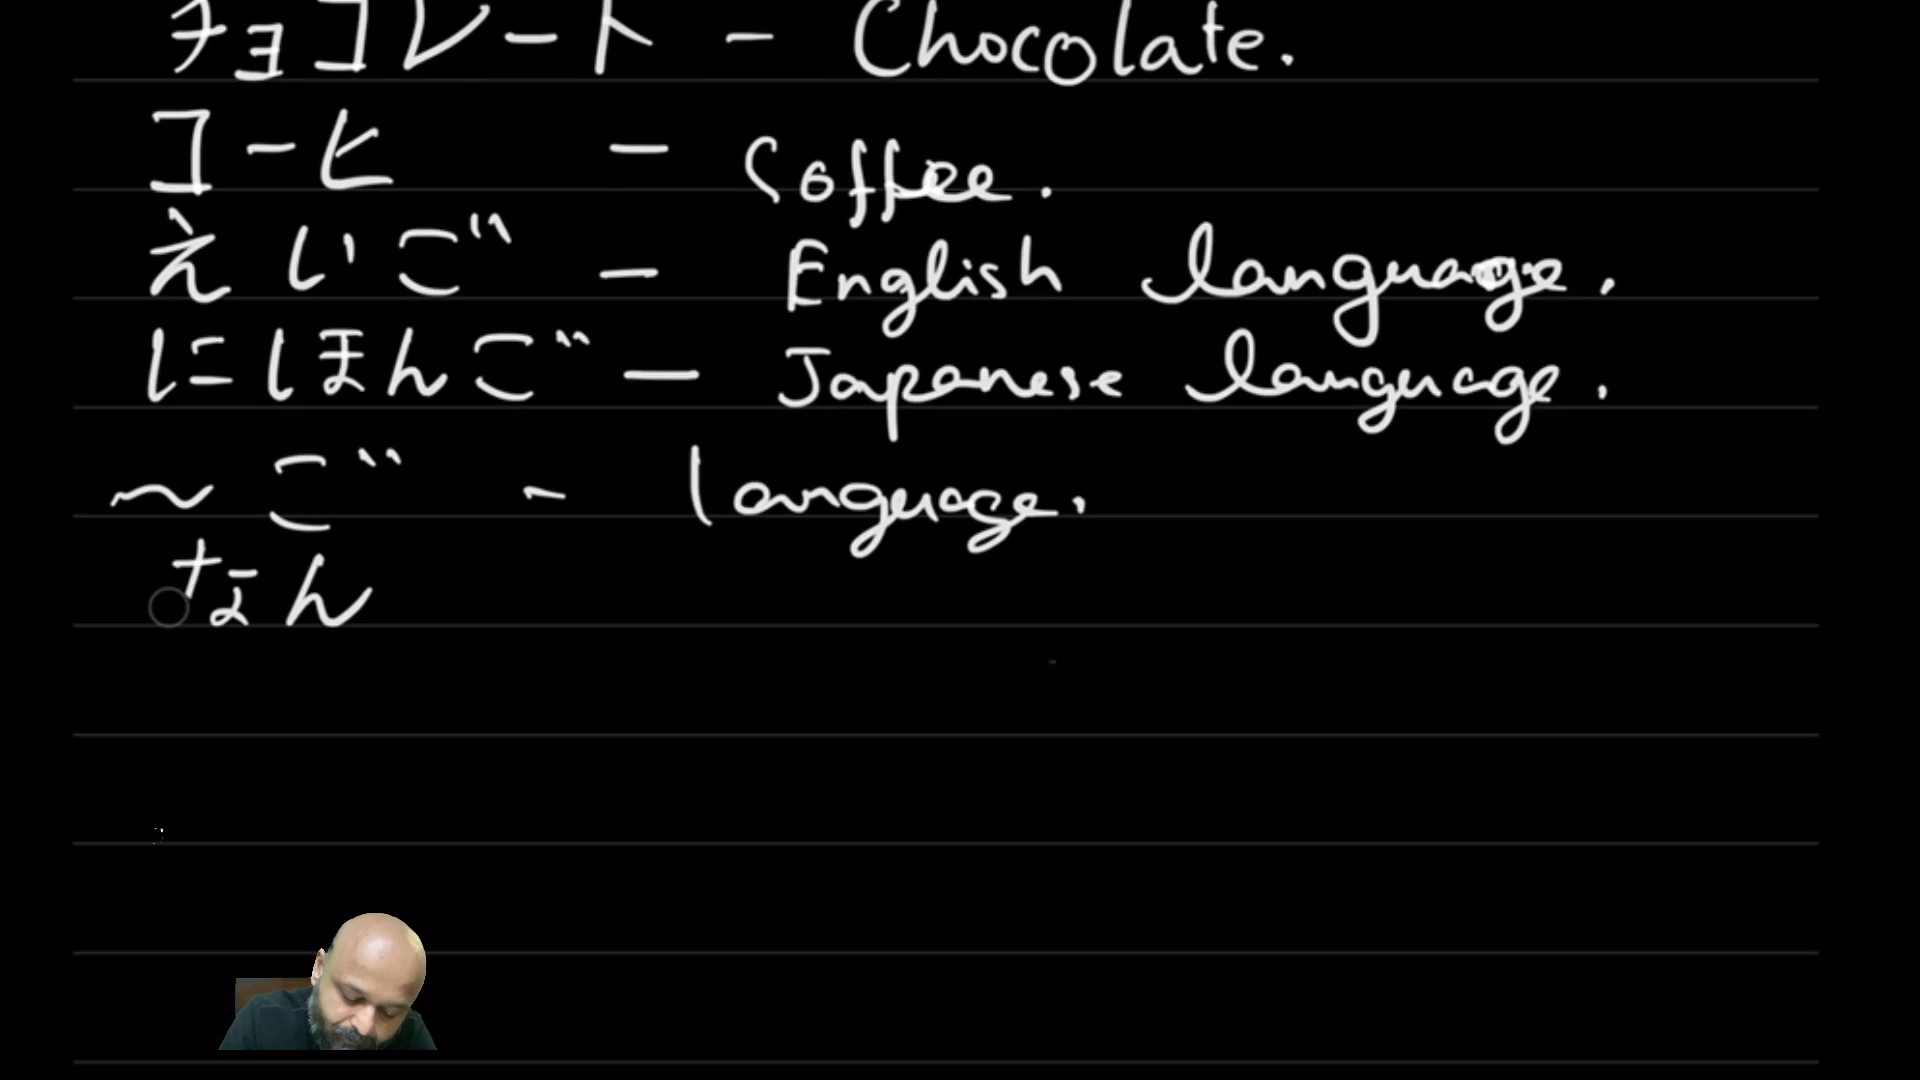 チョコレート - Chocolate.
コーヒ - Coffee.
えいご - English language.
にほんご - Japanese language.
~ご - language.
なん